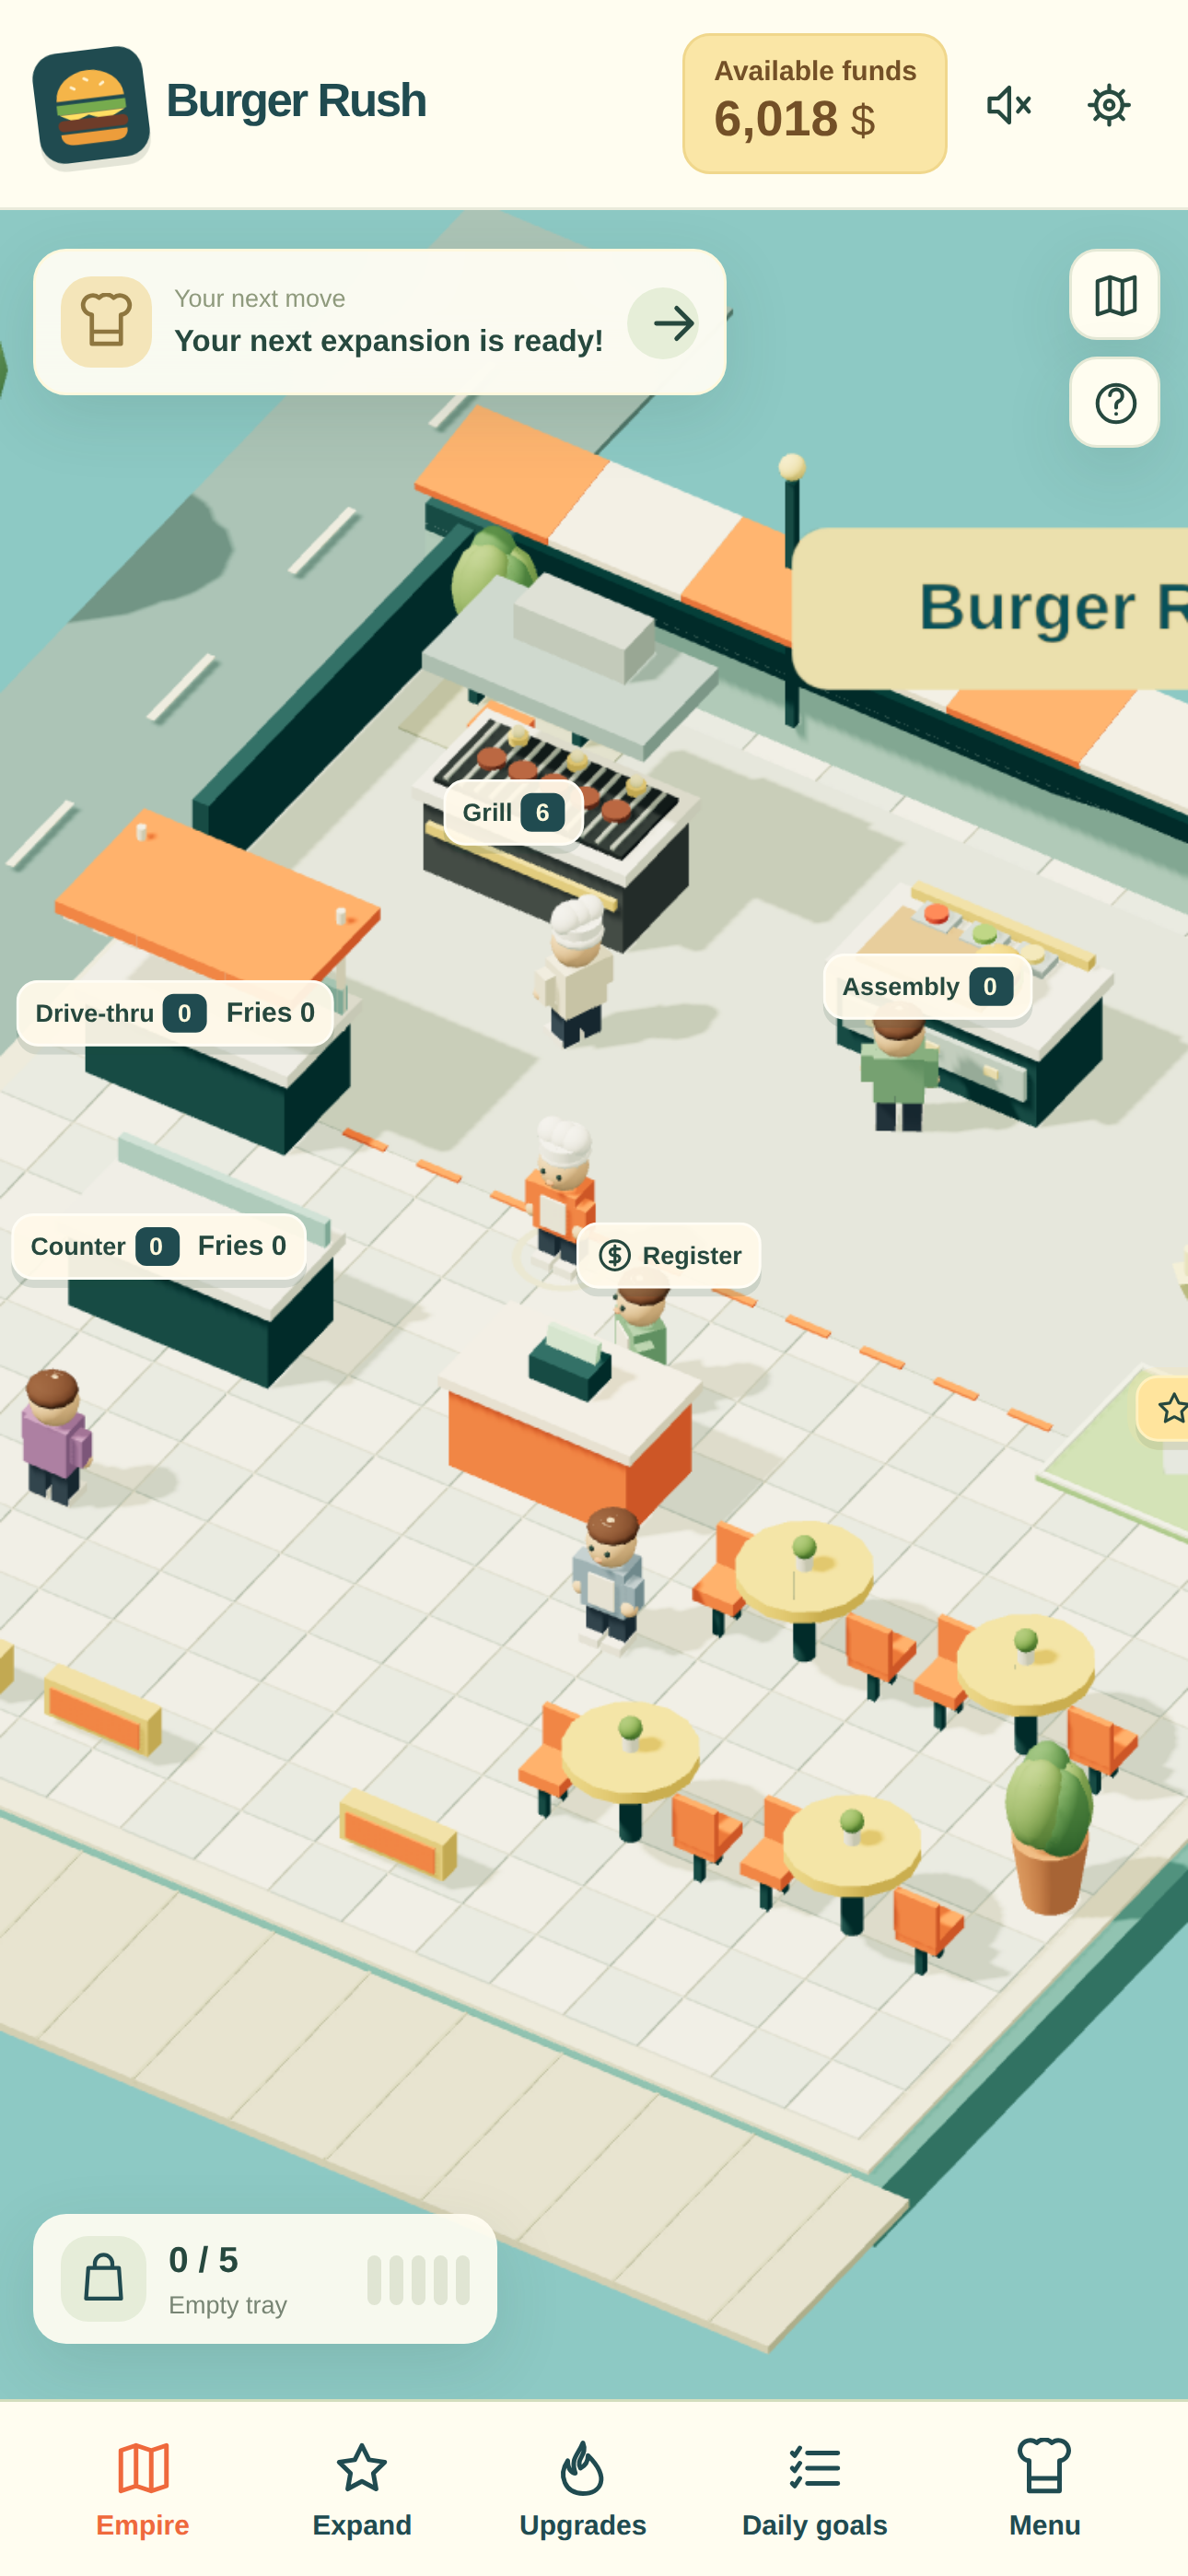 Burger Rush
Available funds
6,018 $
Your next move
Your next expansion is ready!
Burger R
Grill 6
Assembly 0
Drive-thru 0 Fries 0
Counter 0 Fries 0
Register
0 / 5
Empty tray
Empire
Expand
Upgrades
Daily goals
Menu